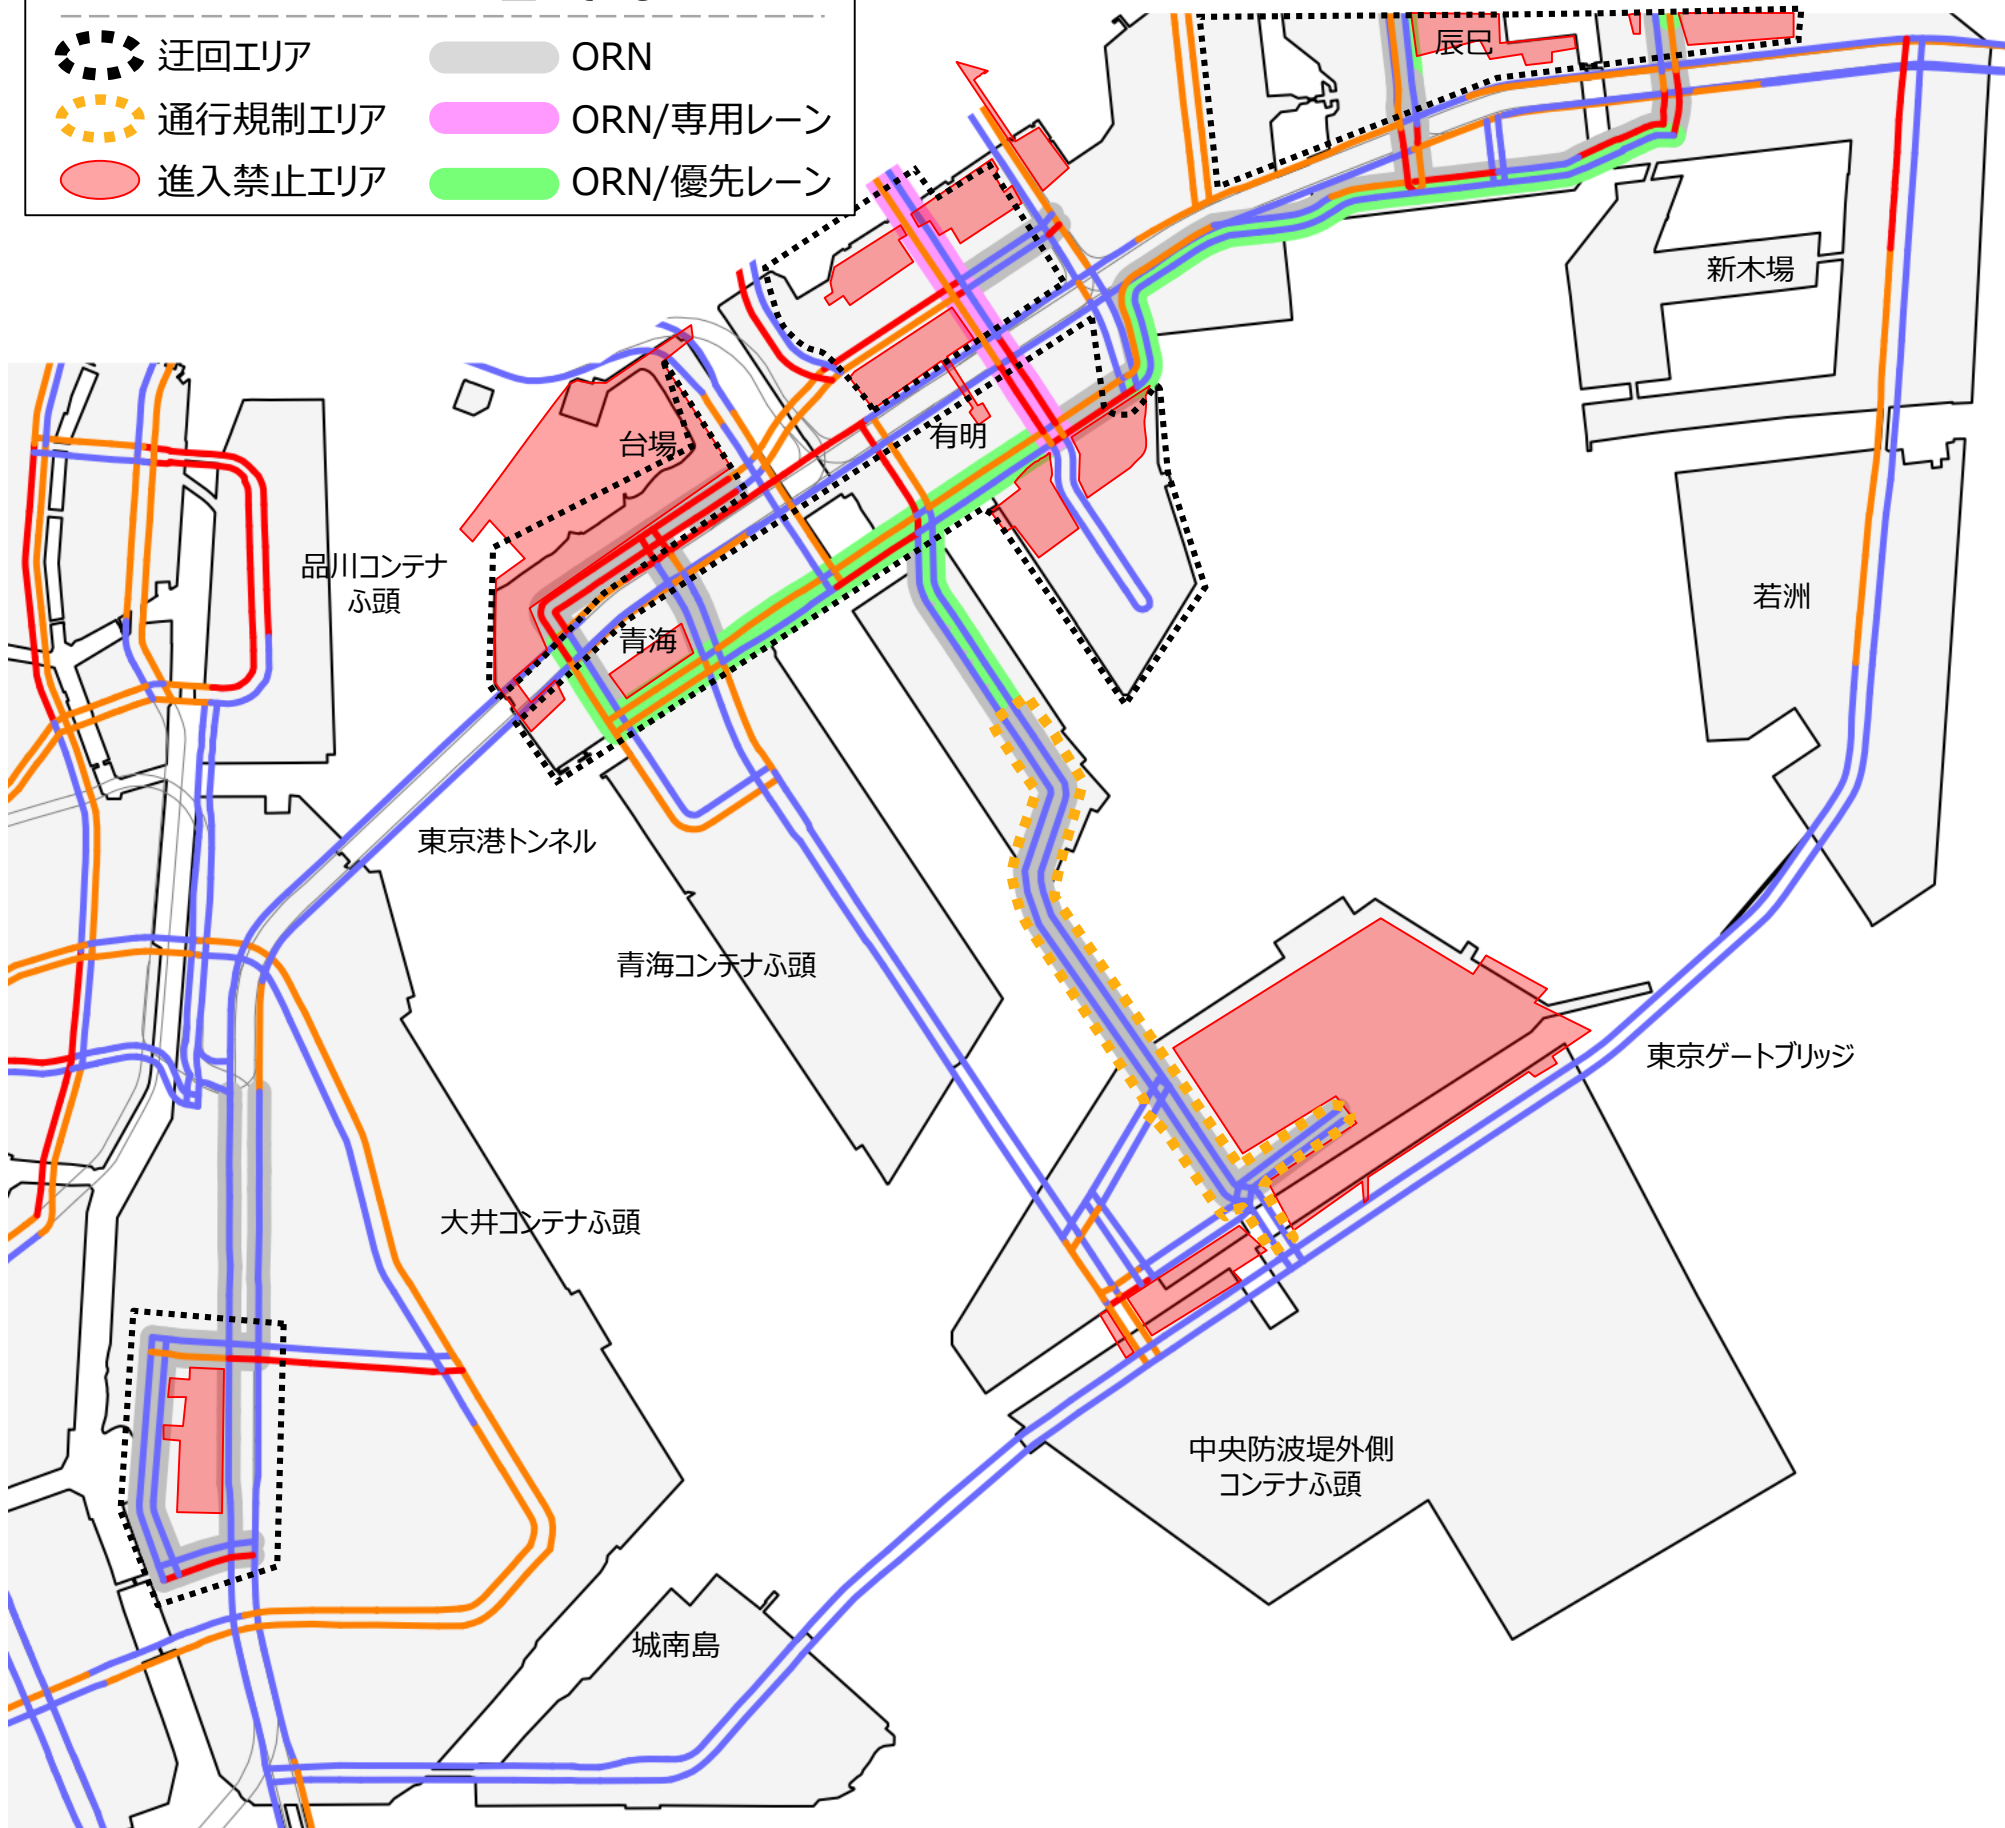 迂回エリア
ORN
通行規制エリア
ORN/専用レーン
進入禁止エリア
ORN/優先レーン
辰巳
新木場
台場
有明
品川コンテナ
ふ頭
青海
若洲
東京港トンネル
青海コンテナふ頭
東京ゲートブリッジ
大井コンテナふ頭
中央防波堤外側
コンテナふ頭
城南島